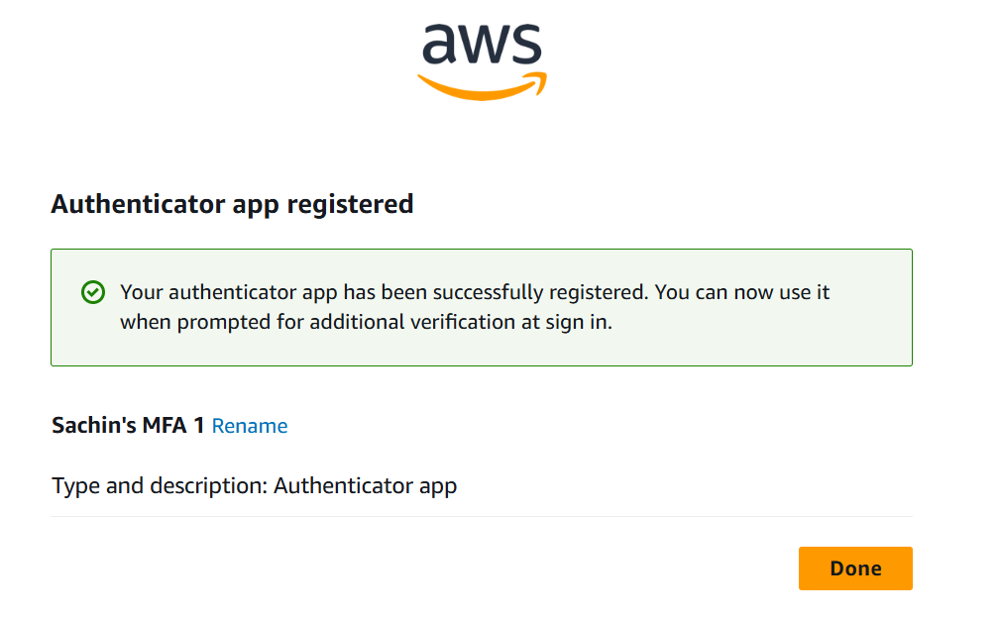 aws
Authenticator app registered
Your authenticator app has been successfully registered. You can now use it
when prompted for additional verification at sign in.
Sachin's MFA 1 Rename
Type and description: Authenticator app
Done